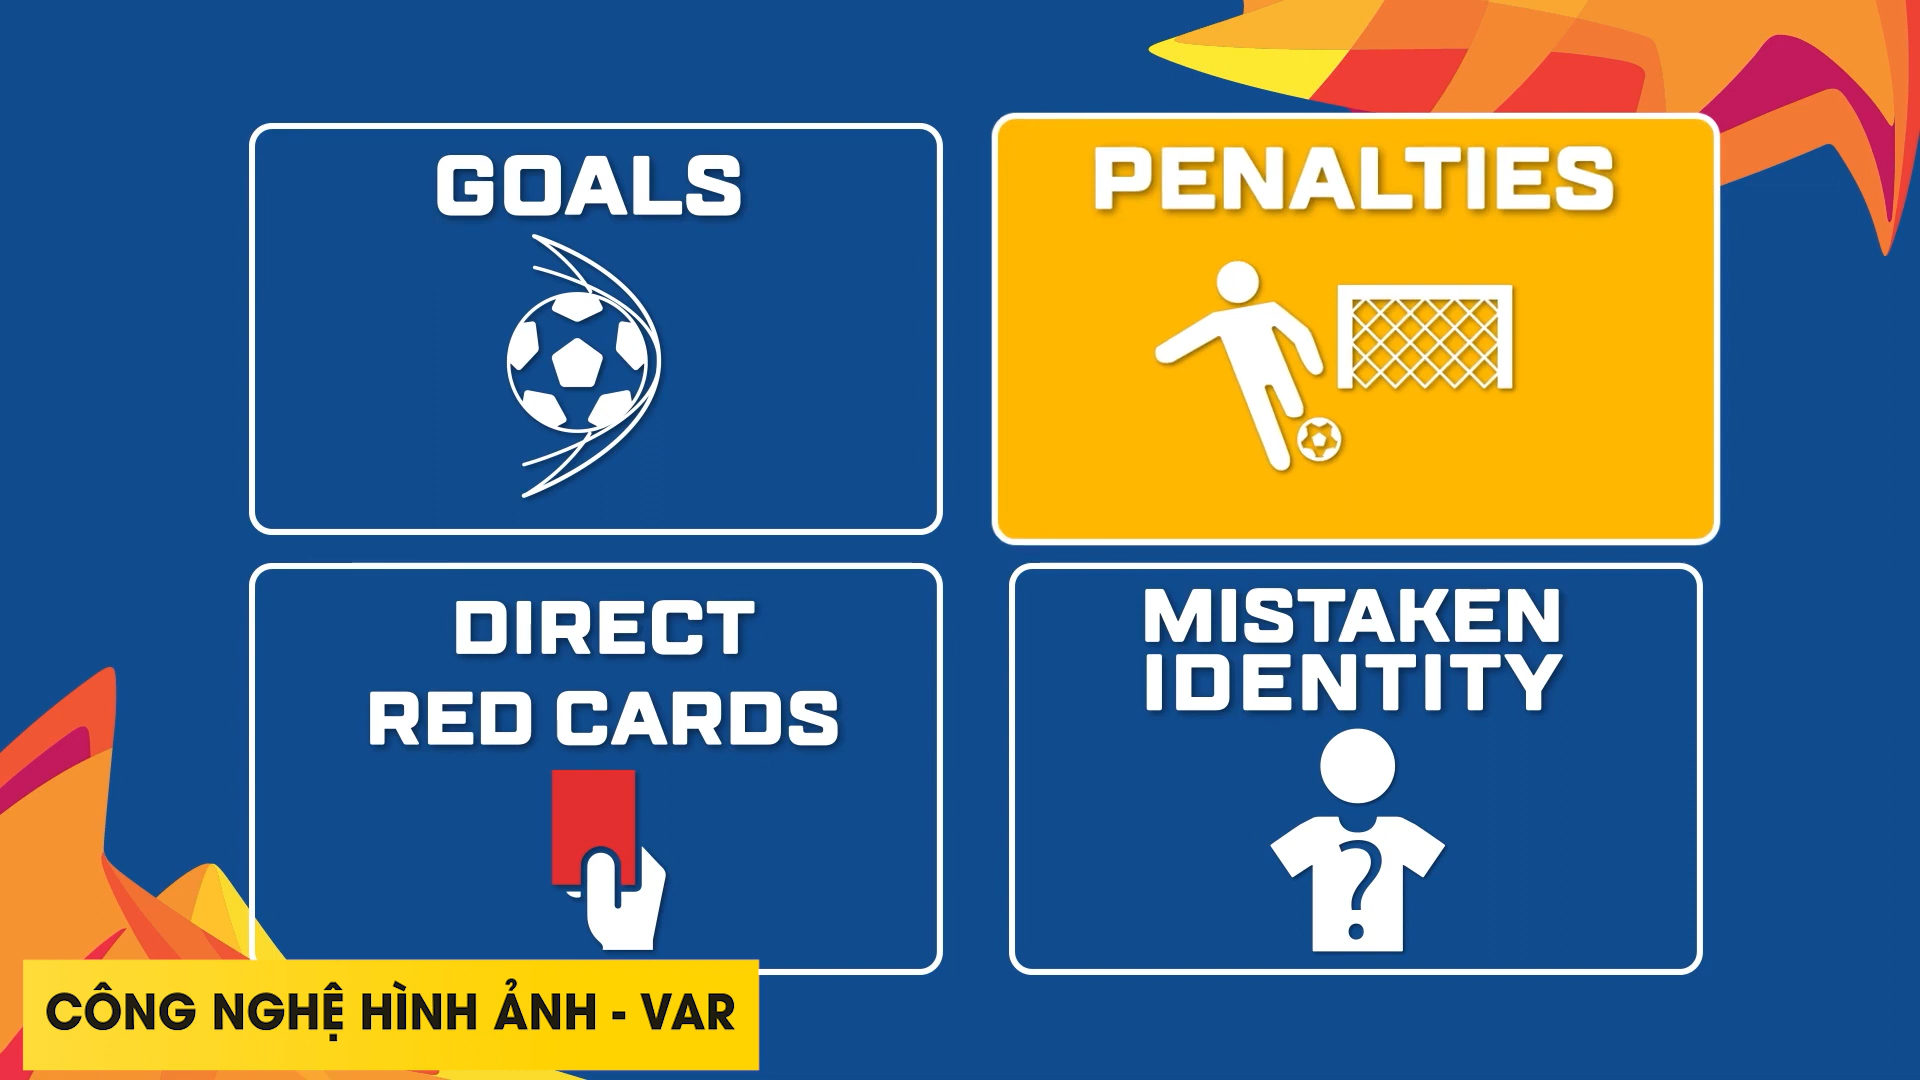 GOALS
PENALTIES
DIRECT
RED CARDS
MISTAKEN
IDENTITY
?
CÔNG NGHỆ HÌNH ẢNH - VAR